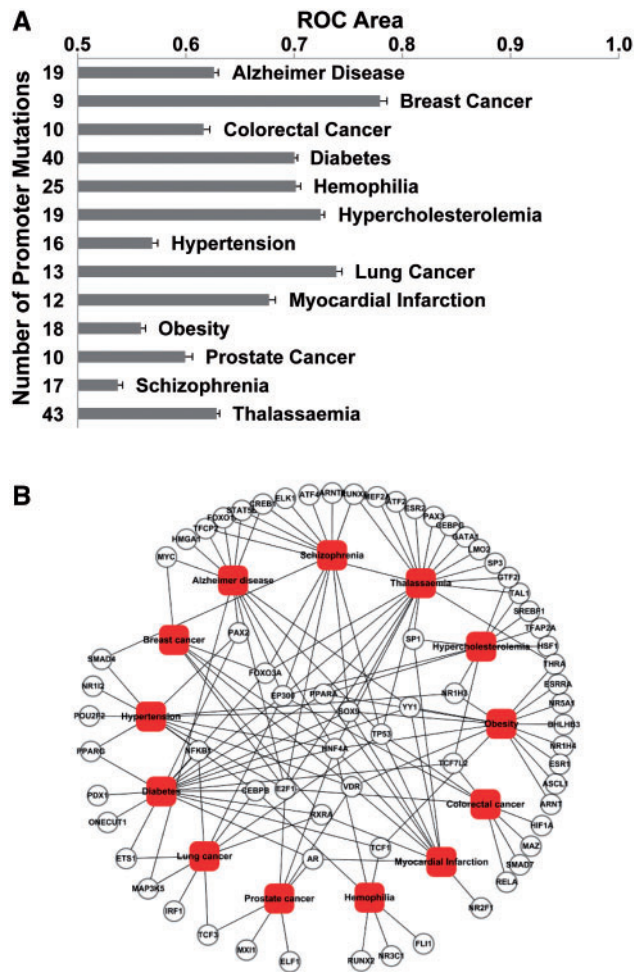 A
ROC Area
0.5 0.6 0.7 0.8 0.9 1.0
Number of Promoter Mutations
19 Alzheimer Disease
9 Breast Cancer
10 Colorectal Cancer
40 Diabetes
25 Hemophilia
19 Hypercholesterolemia
16 Hypertension
13 Lung Cancer
12 Myocardial Infarction
18 Obesity
10 Prostate Cancer
17 Schizophrenia
43 Thalassaemia
B
MYC
HMGA1
TFCP2
FOXO1
STAT5B
CREB1
ELK1
ATF4
MEF2A
ATF2
ESR2
PAX3
CEBPG
GATA1
LMO2
SP3
GTF2I
TAL1
SREBF1
TFAP2A
HSF1
THRA
ESRRA
NR5A1
BHLHB3
NR1H4
ESR1
ASCL1
ARNT
HIF1A
MAZ
SMAD7
RELA
NR2F1
FLI1
NR3C1
RUNX2
ELF1
MXI1
TCF3
IRF1
MAP3K5
ETS1
ONECUT1
PDX1
PPARG
POU2F2
NR1I2
SMAD4
Alzheimer disease
Schizophrenia
Thalassaemia
Breast cancer
PAX2
SP1
Hypercholesterolemia
FOXO3A
EP300
PPARA
NR1H3
Hypertension
SOX9
YY1
Obesity
TP53
NFKB1
HNF4A
TCF7L2
Diabetes
CEBPB
E2F1
VDR
Colorectal cancer
RXRA
Lung cancer
AR
TCF1
Myocardial Infarction
Prostate cancer
Hemophilia